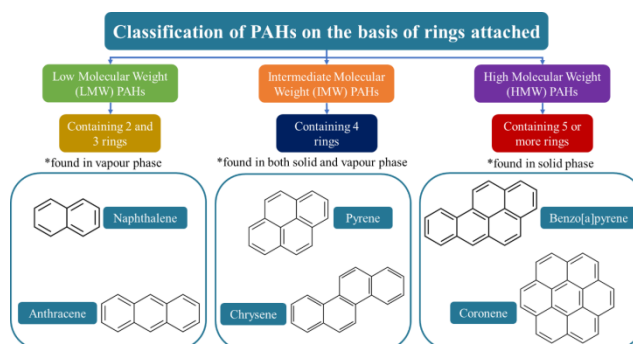 Classification of PAHs on the basis of rings attached
Low Molecular Weight
(LMW) PAHs
Intermediate Molecular
Weight (IMW) PAHs
High Molecular Weight
(HMW) PAHs
Containing 2 and
3 rings
Containing 4
rings
Containing 5 or
more rings
*found in vapour phase
*found in both solid and vapour phase
*found in solid phase
Naphthalene
Pyrene
Benzo[a]pyrene
Anthracene
Chrysene
Coronene